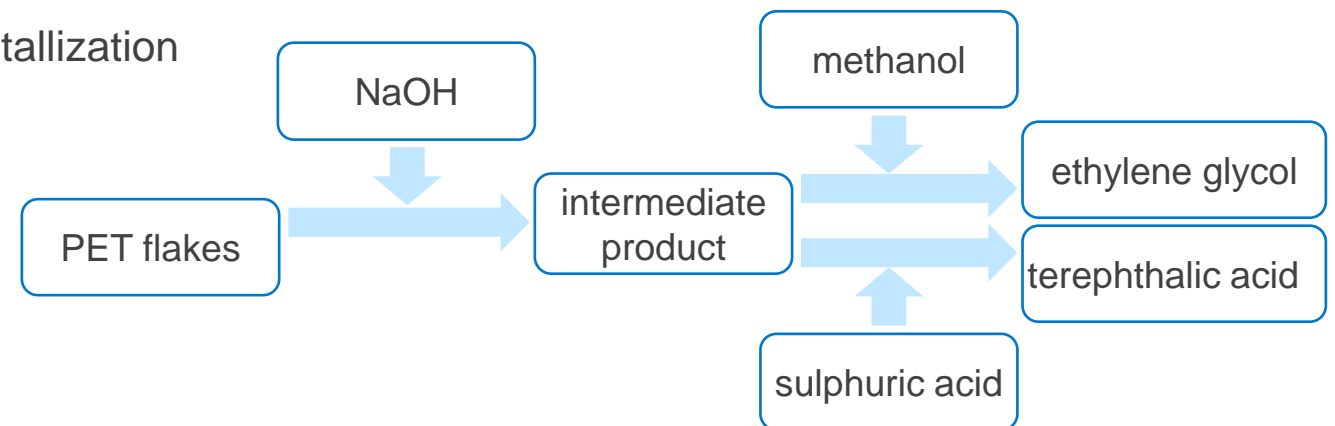 tallization
NaOH
methanol
PET flakes
intermediate
product
ethylene glycol
terephthalic acid
sulphuric acid